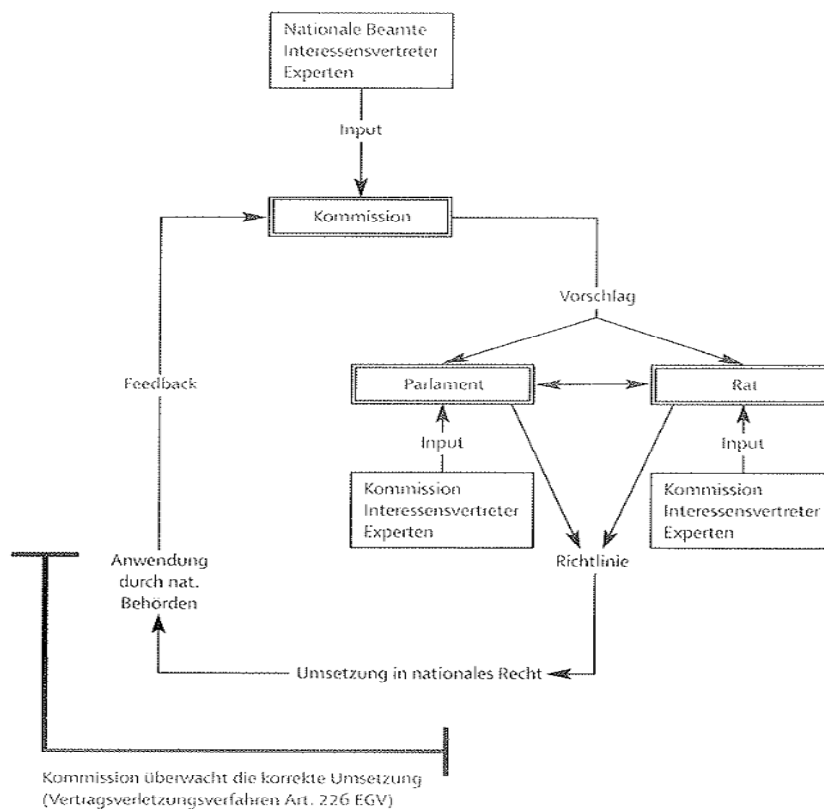 Nationale Beamte
Interessensvertreter
Experten
Input
Kommission
Vorschlag
Feedback
Parlament
Rat
Input
Input
Kommission
Interessensvertreter
Experten
Kommission
Interessensvertreter
Experten
Anwendung
durch nat.
Behörden
Richtlinie
Umsetzung in nationales Recht
Kommission überwacht die korrekte Umsetzung
(Vertragsverletzungsverfahren Art. 226 EGV)